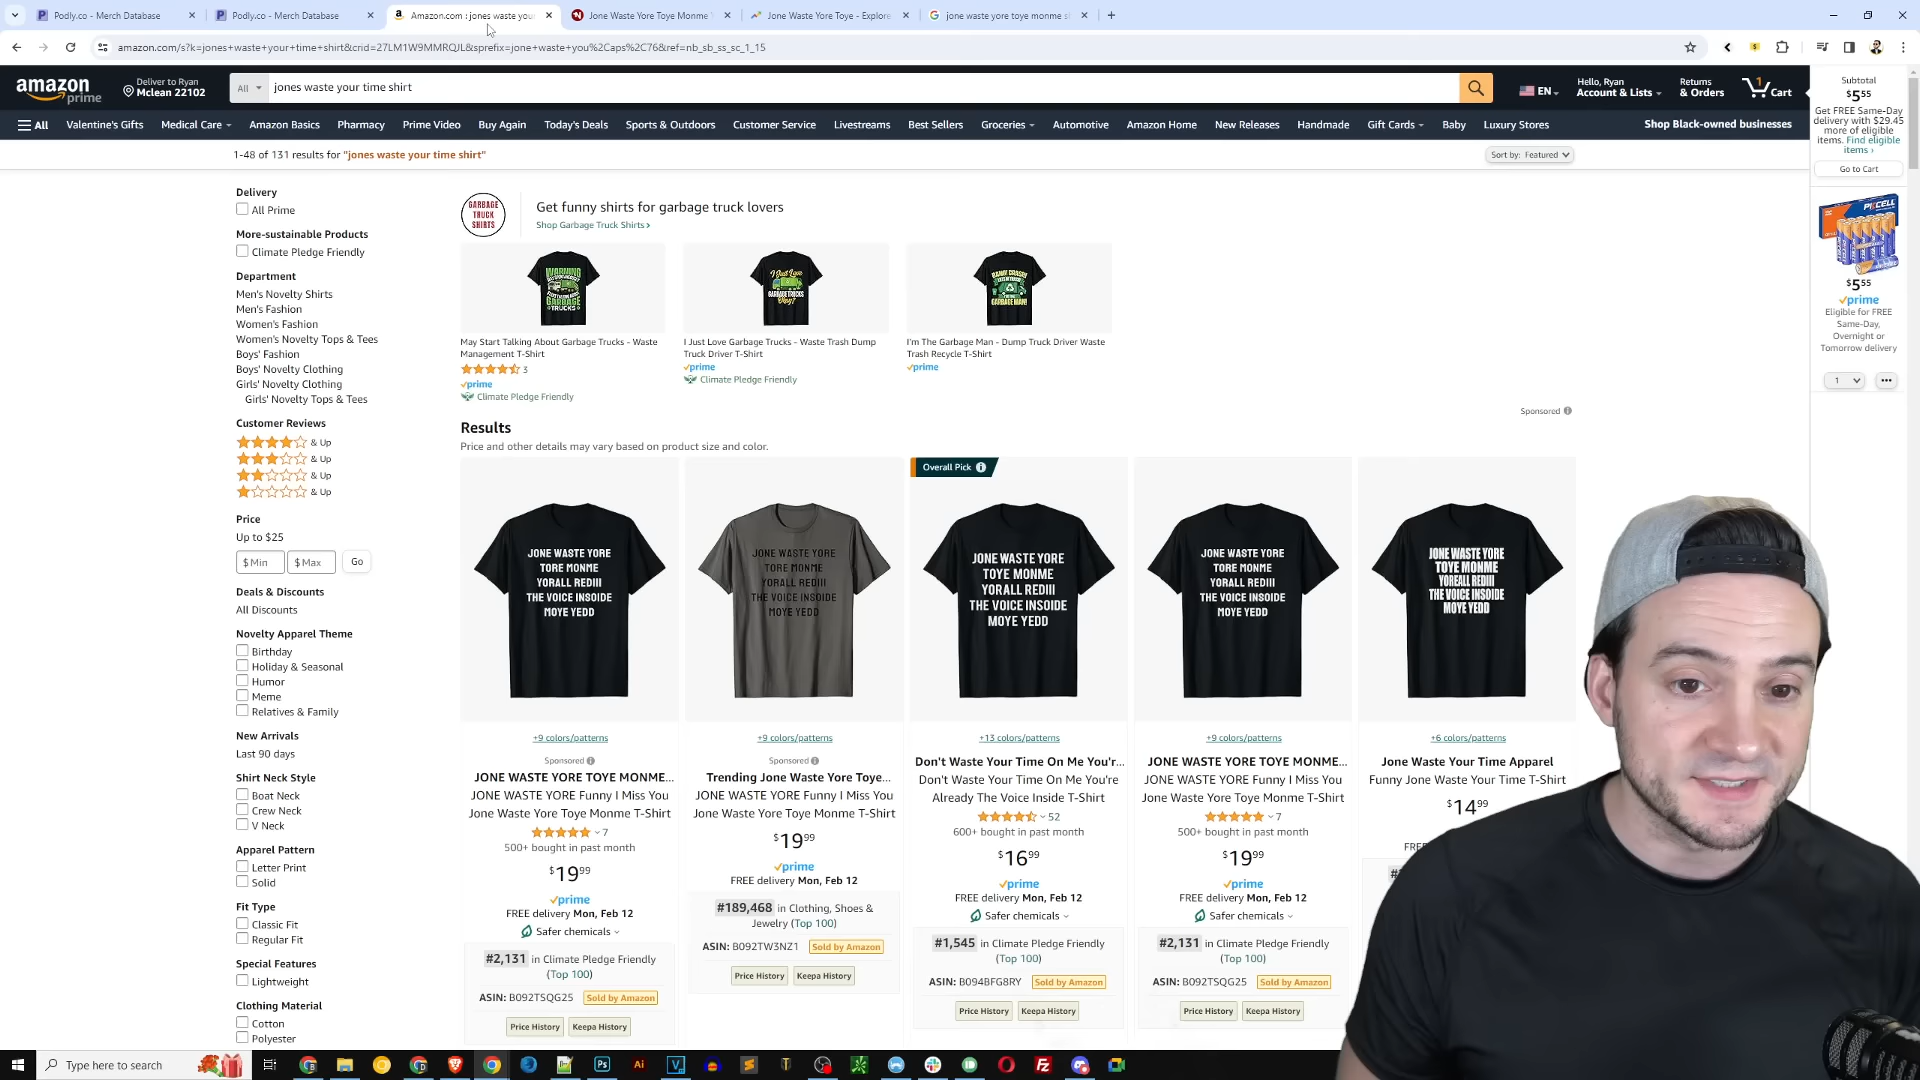 Podly.co - Merch Database
Podly.co - Merch Database
Amazon.com : jones waste you
Jone Waste Yore Toye Monme
Jone Waste Yore Toye - Explore
jone waste yore toye monme s
amazon.com/s?k=jones+waste+your+time+shirt&crid=27LM1W9MMRQJL&sprefix=jone+waste+you%2Caps%2C76&ref=nb_sb_ss_sc_1_15
amazon
prime
Deliver to Ryan
Mclean 22102
All
jones waste your time shirt
EN
Hello, Ryan
Account & Lists
Returns
& Orders
1
Cart
All
Valentine's Gifts
Medical Care
Amazon Basics
Pharmacy
Prime Video
Buy Again
Today's Deals
Sports & Outdoors
Customer Service
Livestreams
Best Sellers
Groceries
Automotive
Amazon Home
New Releases
Handmade
Gift Cards
Baby
Luxury Stores
Shop Black-owned businesses
1-48 of 131 results for "jones waste your time shirt"
Sort by: Featured
Subtotal
$5.55
Get FREE Same-Day
delivery with $29.45
more of eligible
items. Find eligible
items ›
Go to Cart
PKCELL
$5.55
prime
Eligible for FREE
Same-Day,
Overnight or
Tomorrow delivery
1
Delivery
All Prime
More-sustainable Products
Climate Pledge Friendly
Department
Men's Novelty Shirts
Men's Fashion
Women's Fashion
Women's Novelty Tops & Tees
Boys' Fashion
Boys' Novelty Clothing
Girls' Novelty Clothing
Girls' Novelty Tops & Tees
Customer Reviews
& Up
& Up
& Up
& Up
Price
Up to $25
$ Min
$ Max
Go
Deals & Discounts
All Discounts
Novelty Apparel Theme
Birthday
Holiday & Seasonal
Humor
Meme
Relatives & Family
New Arrivals
Last 90 days
Shirt Neck Style
Boat Neck
Crew Neck
V Neck
Apparel Pattern
Letter Print
Solid
Fit Type
Classic Fit
Regular Fit
Special Features
Lightweight
Clothing Material
Cotton
Polyester
GARBAGE
TRUCK
SHIRTS
Get funny shirts for garbage truck lovers
Shop Garbage Truck Shirts ›
WARNING
GARBAGE
TRUCKS
May Start Talking About Garbage Trucks - Waste
Management T-Shirt
3
prime
Climate Pledge Friendly
I Just Love
GARBAGE TRUCKS
Okay?
I Just Love Garbage Trucks - Waste Trash Dump
Truck Driver T-Shirt
prime
Climate Pledge Friendly
GARBAGE MAN!
I'm The Garbage Man - Dump Truck Driver Waste
Trash Recycle T-Shirt
prime
Sponsored
Results
Price and other details may vary based on product size and color.
JONE WASTE YORE
TORE MONME
YORALL REDIII
THE VOICE INSOIDE
MOYE YEDD
+9 colors/patterns
Sponsored
JONE WASTE YORE TOYE MONME...
JONE WASTE YORE Funny I Miss You
Jone Waste Yore Toye Monme T-Shirt
7
500+ bought in past month
$19.99
prime
FREE delivery Mon, Feb 12
Safer chemicals
#2,131 in Climate Pledge Friendly
(Top 100)
ASIN: B092TSQG25 Sold by Amazon
Price History
Keepa History
JONE WASTE YORE
TORE MONME
YORALL REDIII
THE VOICE INSOIDE
MOYE YEDD
+9 colors/patterns
Sponsored
Trending Jone Waste Yore Toye...
JONE WASTE YORE Funny I Miss You
Jone Waste Yore Toye Monme T-Shirt
$19.99
prime
FREE delivery Mon, Feb 12
#189,468 in Clothing, Shoes &
Jewelry (Top 100)
ASIN: B092TW3NZ1 Sold by Amazon
Price History
Keepa History
Overall Pick
JONE WASTE YORE
TOYE MONME
YORALL REDIII
THE VOICE INSOIDE
MOYE YEDD
+13 colors/patterns
Don't Waste Your Time On Me You'r...
Don't Waste Your Time On Me You're
Already The Voice Inside T-Shirt
52
600+ bought in past month
$16.99
prime
FREE delivery Mon, Feb 12
Safer chemicals
#1,545 in Climate Pledge Friendly
(Top 100)
ASIN: B094BFG8RY Sold by Amazon
Price History
Keepa History
JONE WASTE YORE
TORE MONME
YORALL REDIII
THE VOICE INSOIDE
MOYE YEDD
+9 colors/patterns
JONE WASTE YORE TOYE MONME...
JONE WASTE YORE Funny I Miss You
Jone Waste Yore Toye Monme T-Shirt
7
500+ bought in past month
$19.99
prime
FREE delivery Mon, Feb 12
Safer chemicals
#2,131 in Climate Pledge Friendly
(Top 100)
ASIN: B092TSQG25 Sold by Amazon
Price History
Keepa History
JONE WASTE YORE
TOYE MONME
YOREALL REDIII
THE VOICE INSOIDE
MOYE YEDD
+6 colors/patterns
Jone Waste Your Time Apparel
Funny Jone Waste Your Time T-Shirt
$14.99
Type here to search